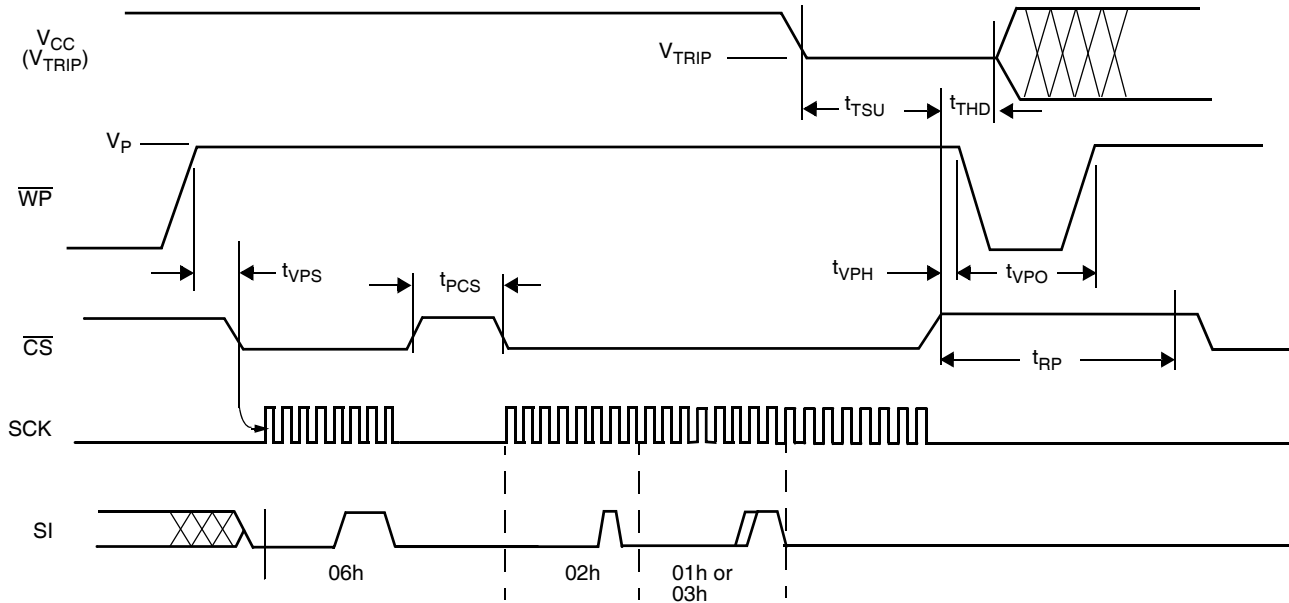 V_CC
(V_TRIP)
V_TRIP
t_TSU
t_THD
V_P
WP
t_VPS
t_PCS
t_VPH
t_VPO
CS
t_RP
SCK
SI
06h
02h
01h or
03h